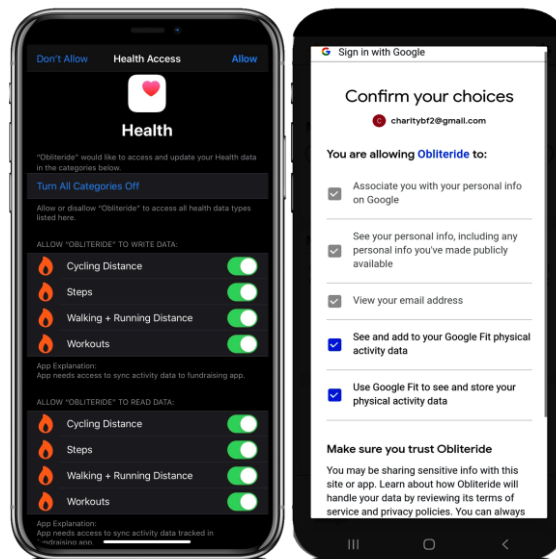 Don't Allow Health Access Allow
Health
"Obliteride" would like to access and update your Health data
in the categories below.
Turn All Categories Off
Allow or disallow "Obliteride" to access all health data types
listed here.
ALLOW "OBLITERIDE" TO WRITE DATA:
Cycling Distance
Steps
Walking + Running Distance
Workouts
App Explanation:
App needs access to sync activity data to fundraising app.
ALLOW "OBLITERIDE" TO READ DATA:
Cycling Distance
Steps
Walking + Running Distance
Workouts
App Explanation:
App needs access to sync activity data tracked in
fundraising app.
G Sign in with Google
Confirm your choices
C charitybf2@gmail.com
You are allowing Obliteride to:
Associate you with your personal info
on Google
See your personal info, including any
personal info you've made publicly
available
View your email address
See and add to your Google Fit physical
activity data
Use Google Fit to see and store your
physical activity data
Make sure you trust Obliteride
You may be sharing sensitive info with this
site or app. Learn about how Obliteride will
handle your data by reviewing its terms of
service and privacy policies. You can always